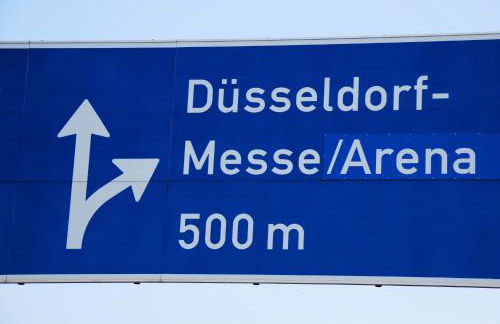 Düsseldorf-
Messe/Arena
500 m